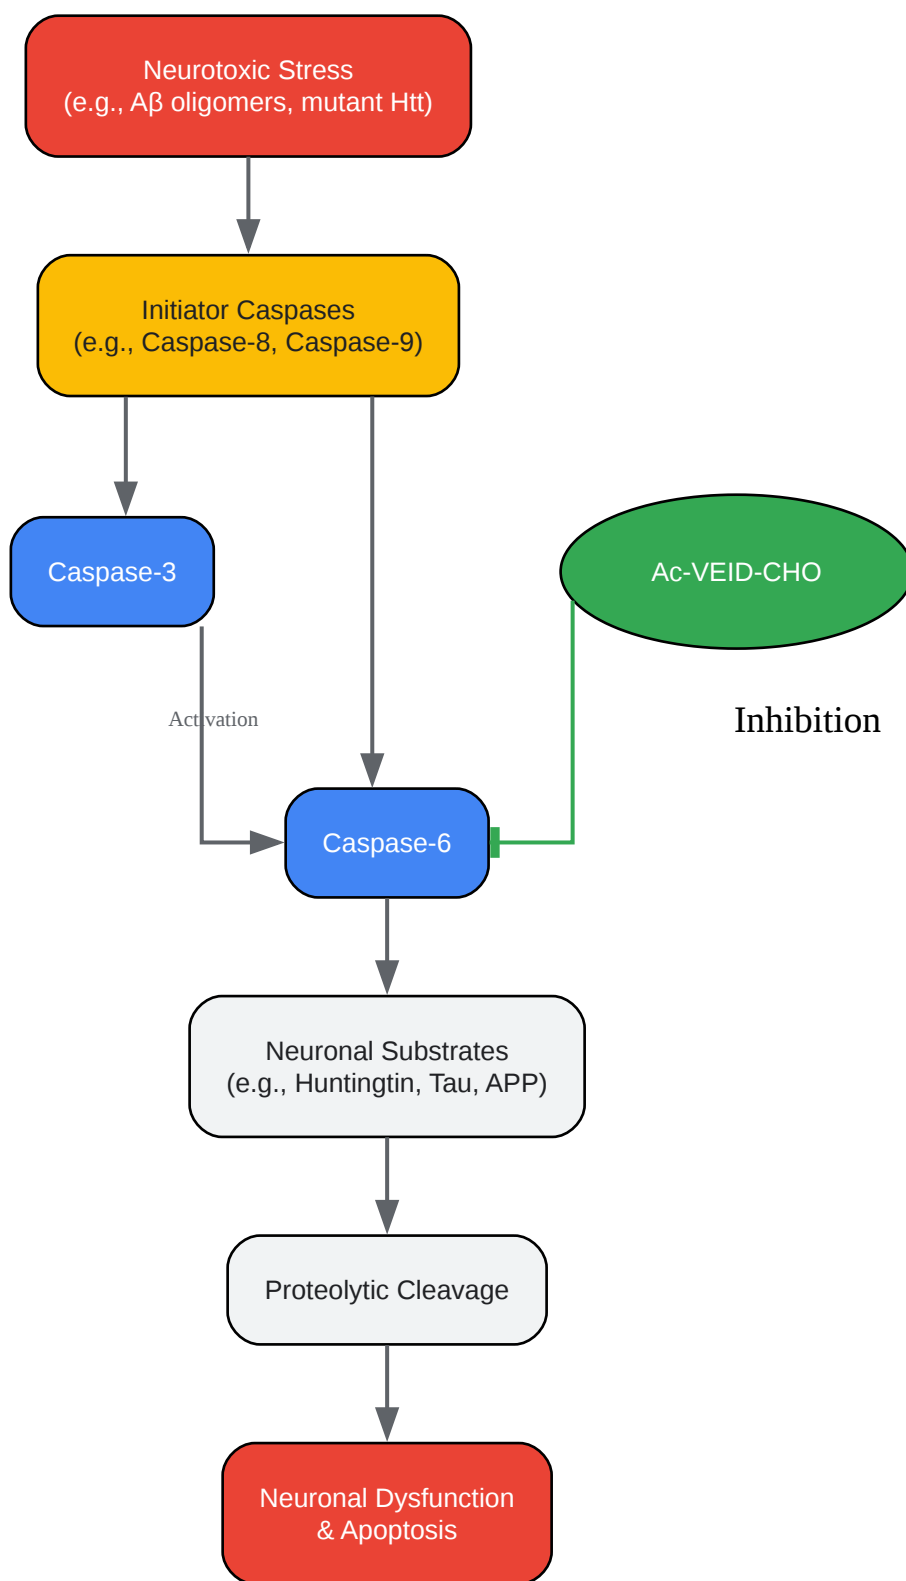 Neurotoxic Stress
(e.g., Aβ oligomers, mutant Htt)
Initiator Caspases
(e.g., Caspase-8, Caspase-9)
Caspase-3
Ac-VEID-CHO
Activation
Inhibition
Caspase-6
Neuronal Substrates
(e.g., Huntingtin, Tau, APP)
Proteolytic Cleavage
Neuronal Dysfunction
& Apoptosis